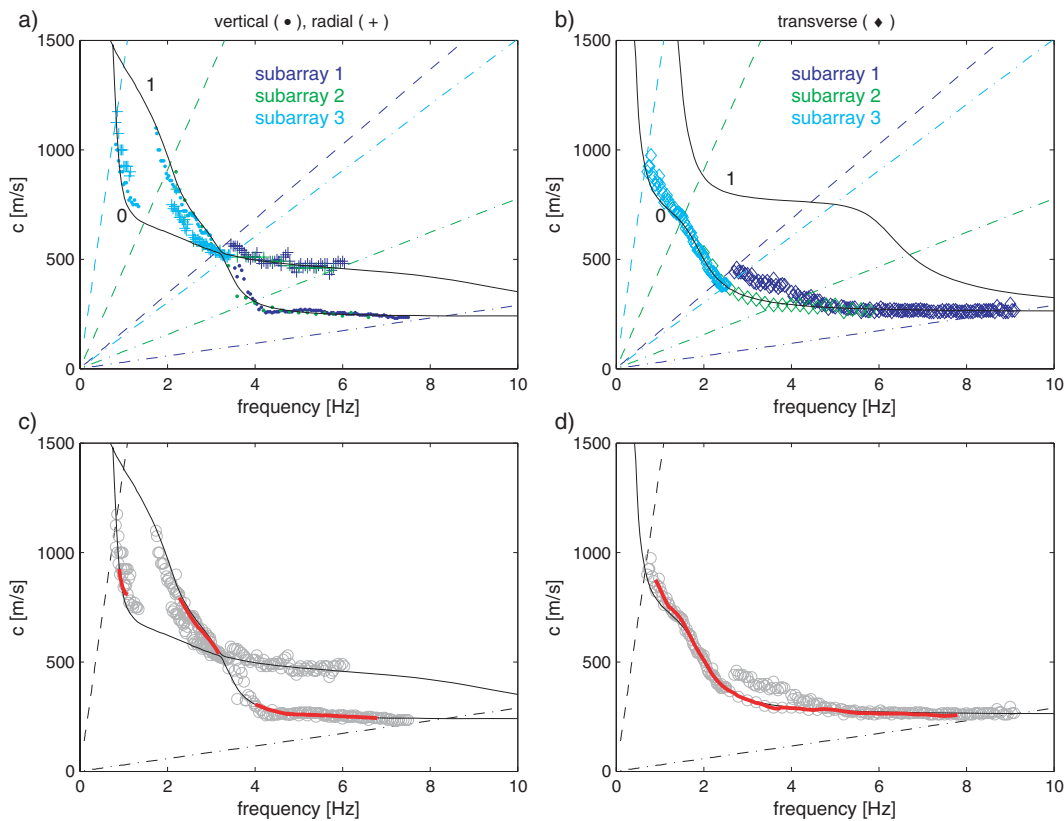 a)
vertical ( • ), radial ( + )
1500
1000
500
0
c [m/s]
1
0
subarray 1
subarray 2
subarray 3
0 2 4 6 8 10
frequency [Hz]
b)
transverse ( ♦ )
1500
1000
500
0
c [m/s]
0
1
subarray 1
subarray 2
subarray 3
0 2 4 6 8 10
frequency [Hz]
c)
1500
1000
500
0
c [m/s]
0 2 4 6 8 10
frequency [Hz]
d)
1500
1000
500
0
c [m/s]
0 2 4 6 8 10
frequency [Hz]